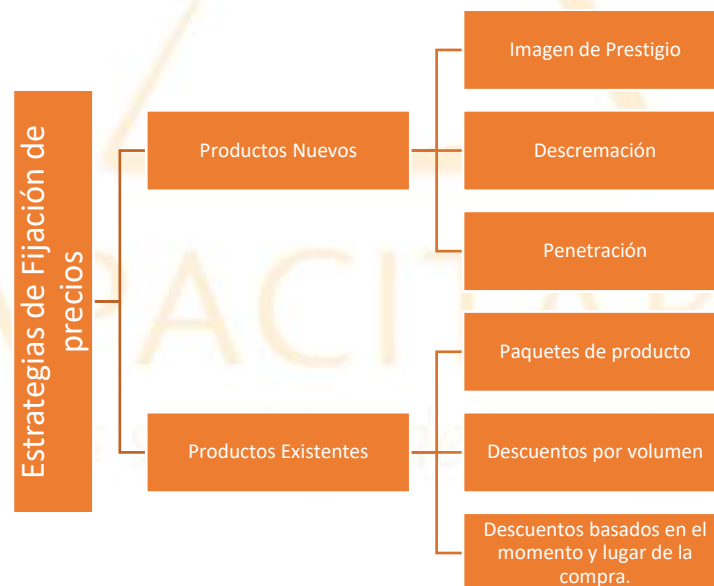 Estrategias de Fijación de
precios
Productos Nuevos
Imagen de Prestigio
Descremación
Penetración
Productos Existentes
Paquetes de producto
Descuentos por volumen
Descuentos basados en el
momento y lugar de la
compra.